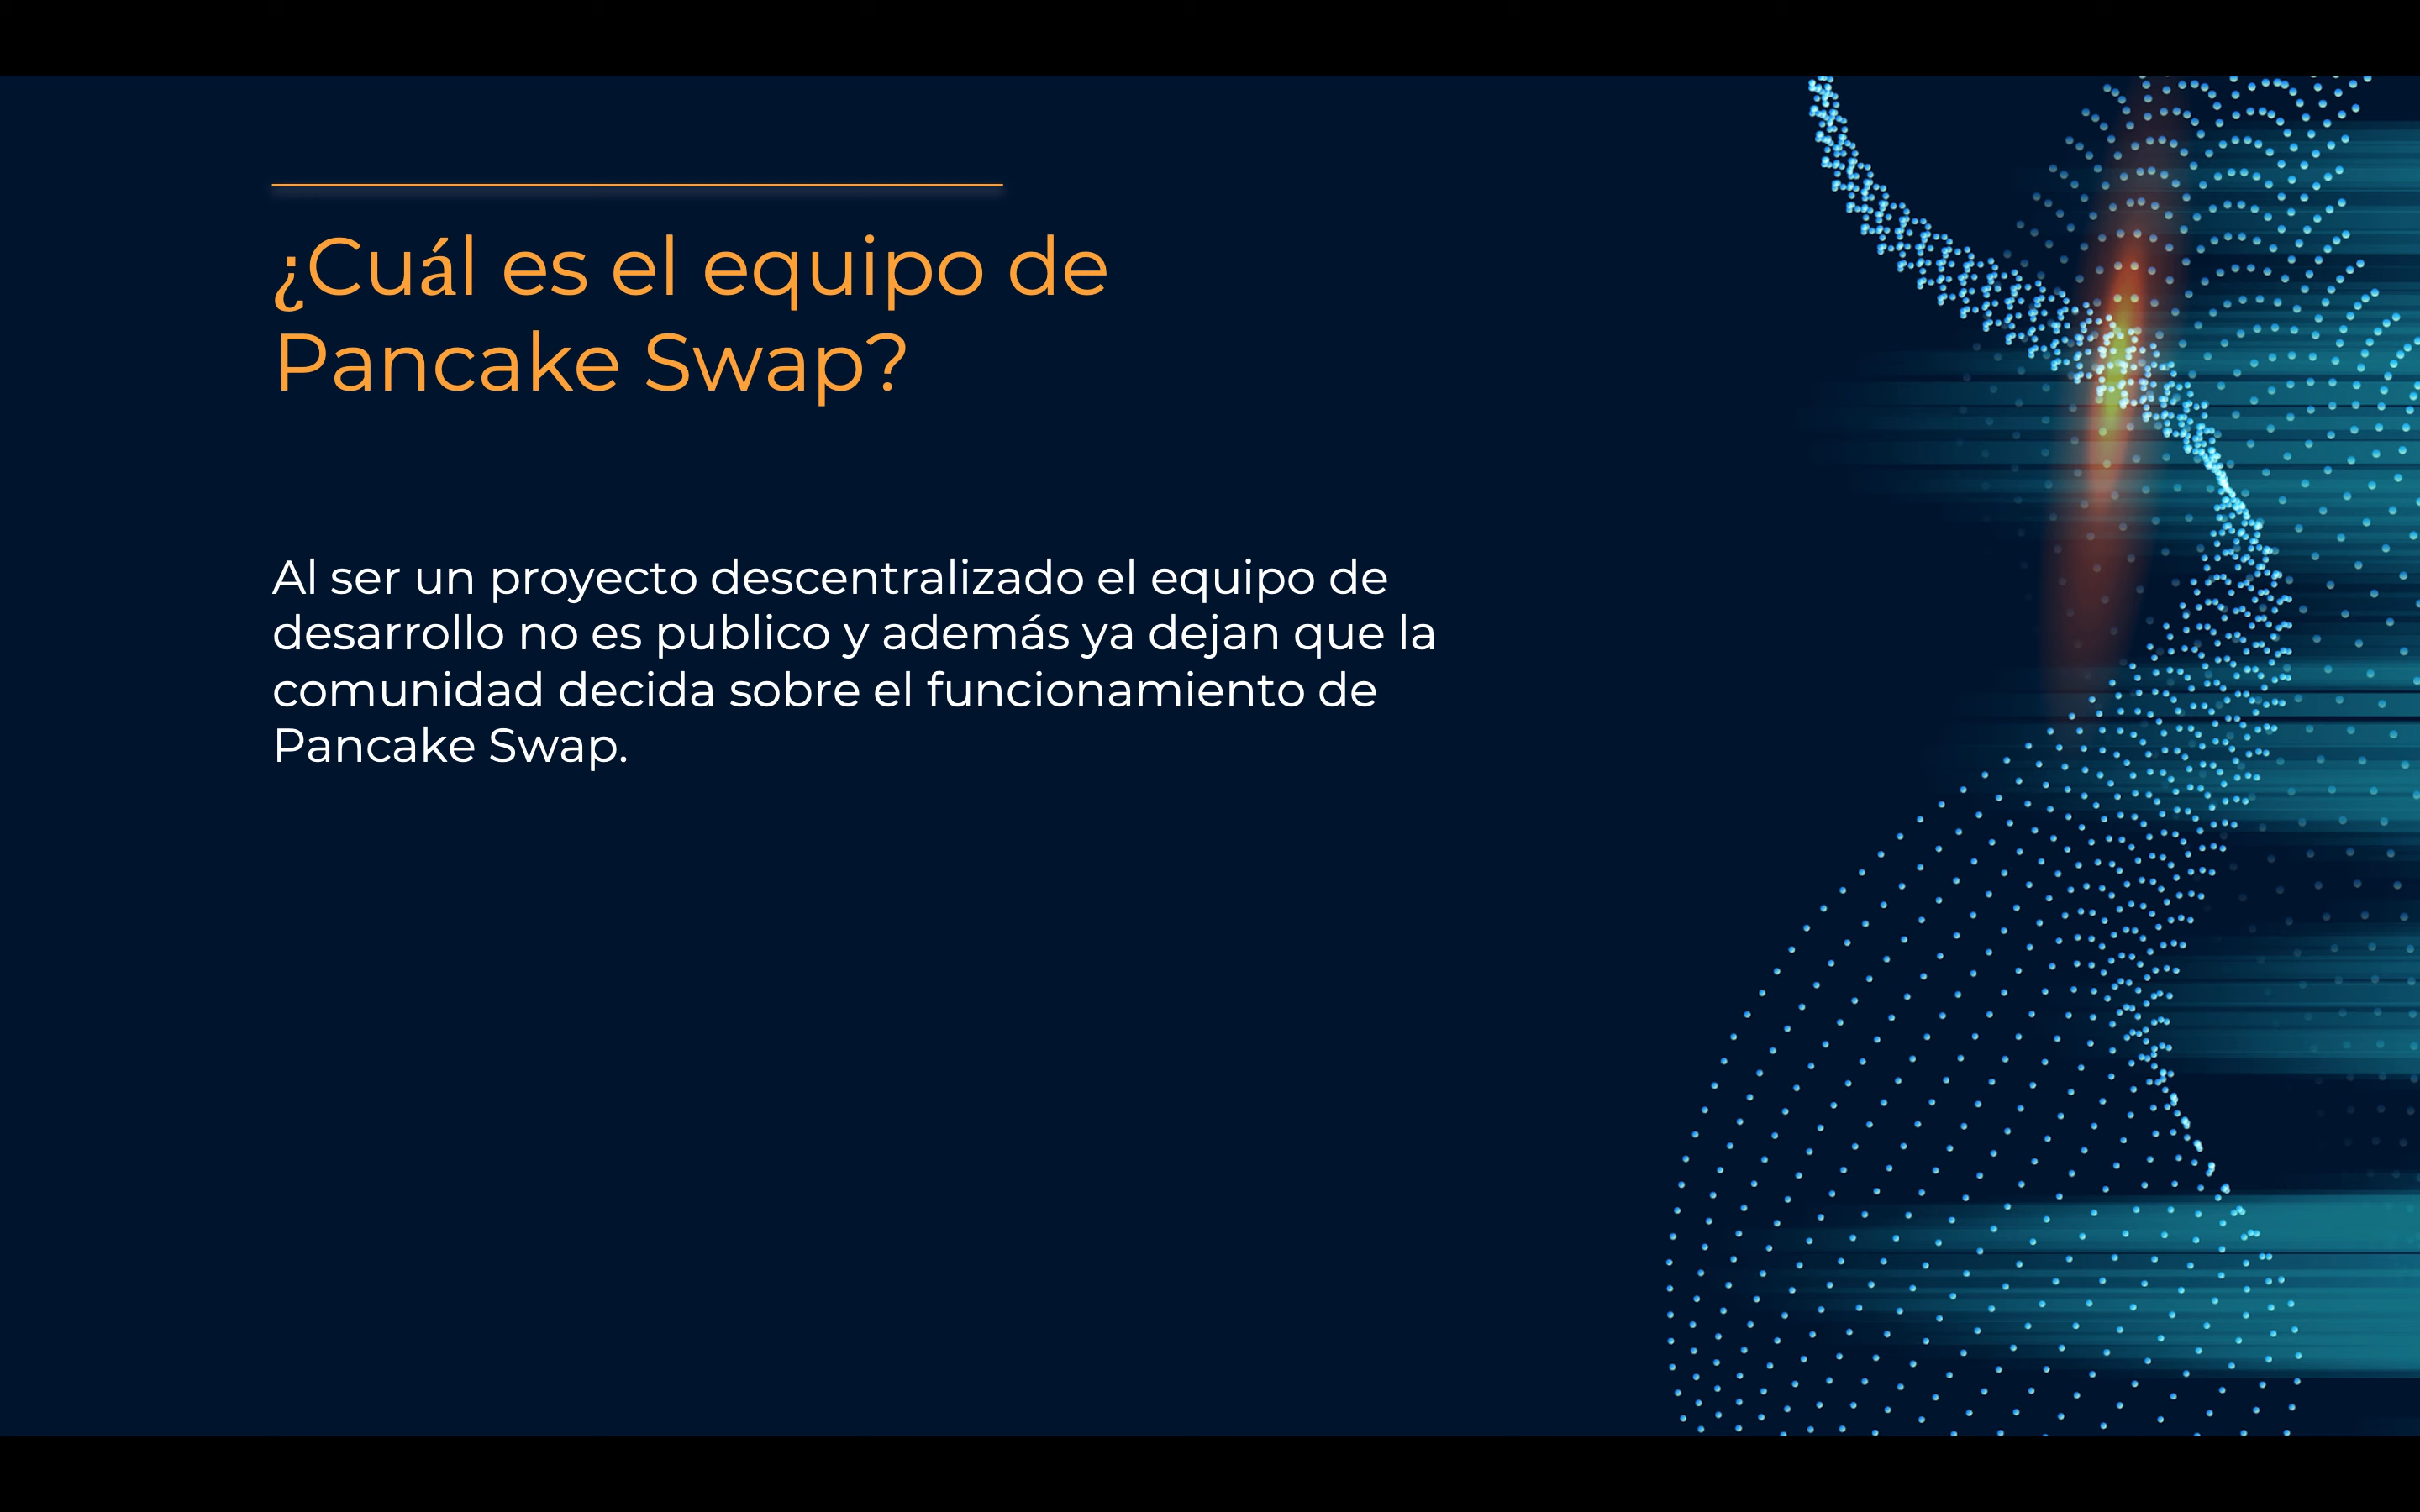 ¿Cuál es el equipo de
Pancake Swap?
Al ser un proyecto descentralizado el equipo de
desarrollo no es publico y además ya dejan que la
comunidad decida sobre el funcionamiento de
Pancake Swap.